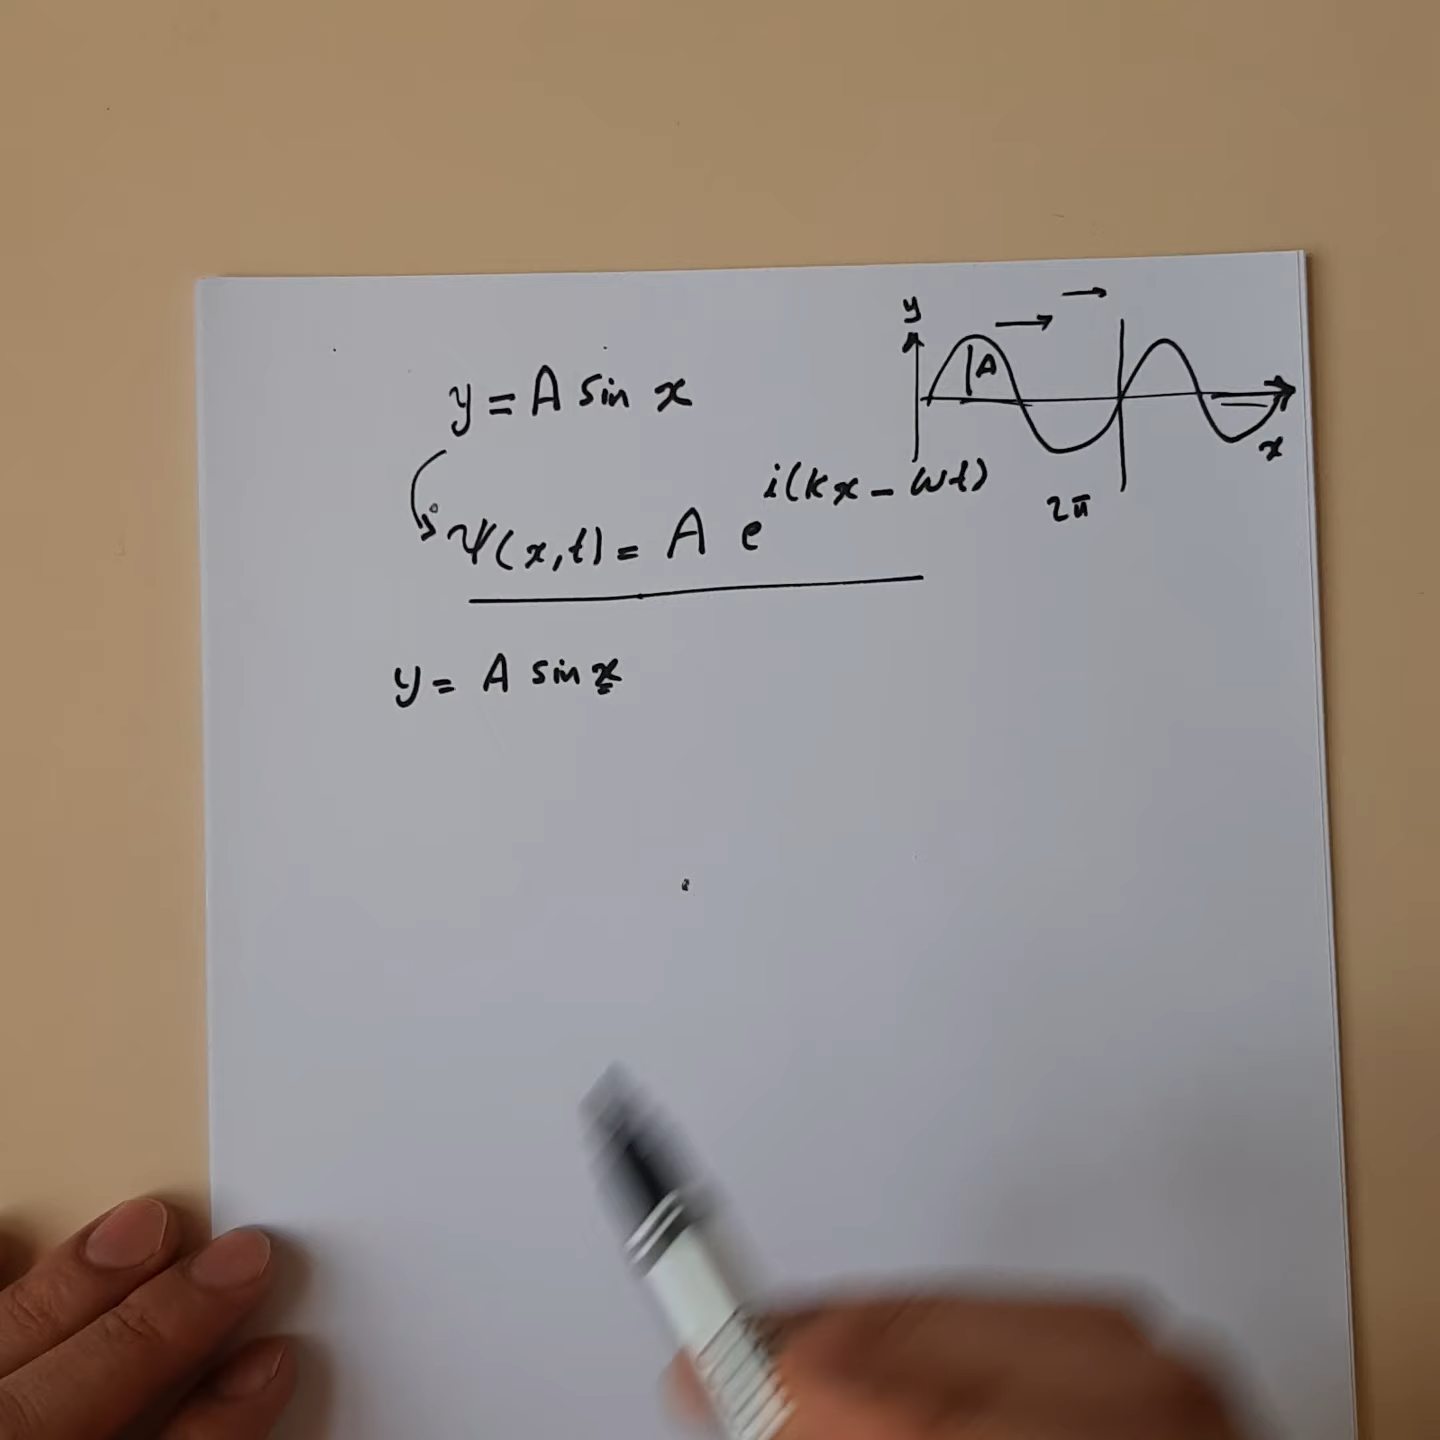 y = A sin x
ψ(x,t) = A e^{i(kx - ωt)}
y = A sin x
y
A
x
2π